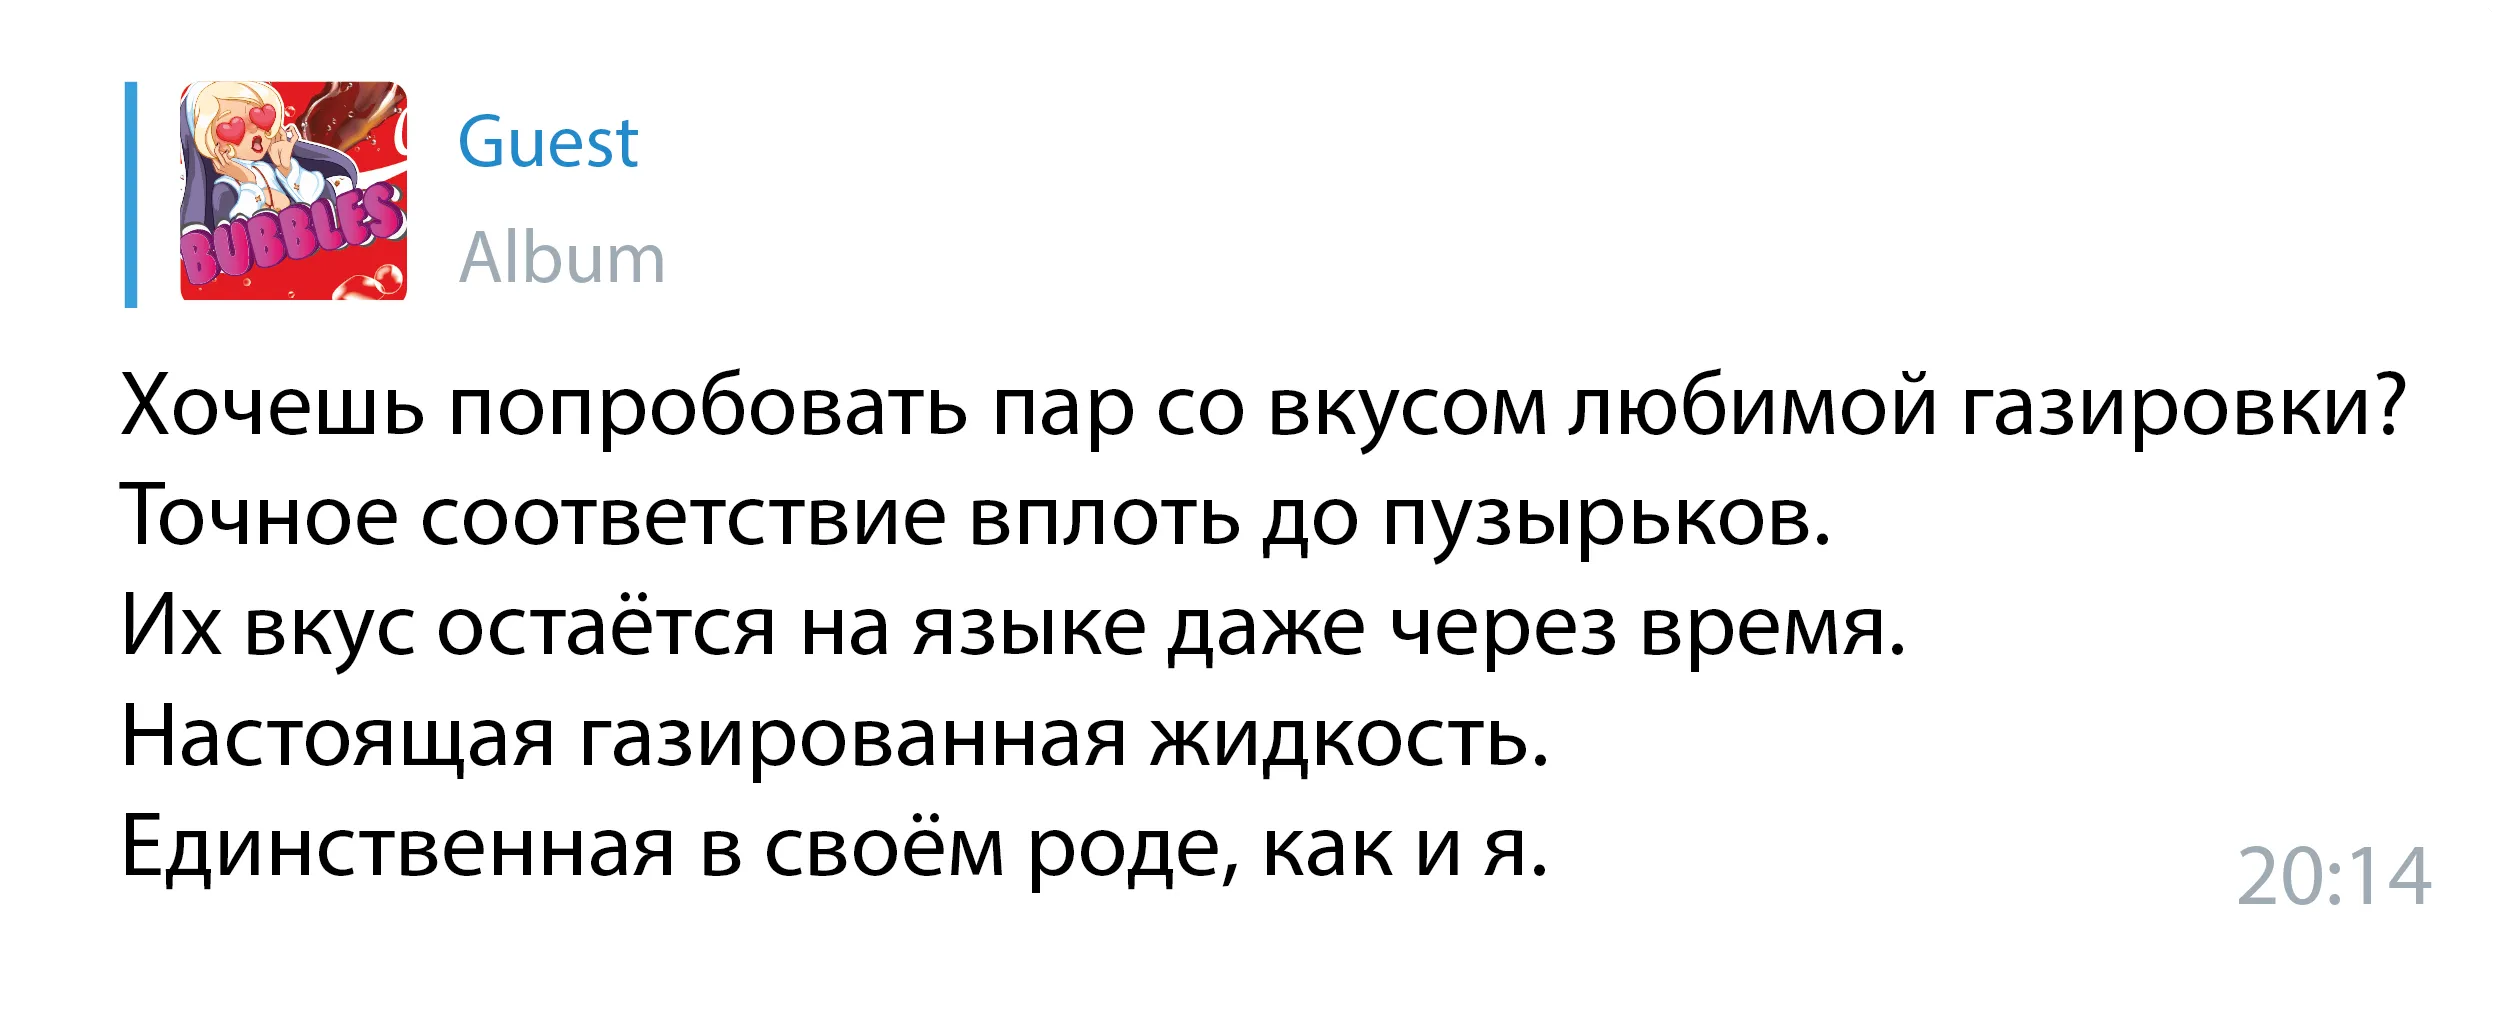 Guest
BUBBLES
Album
Хочешь попробовать пар со вкусом любимой газировки?
Точное соответствие вплоть до пузырьков.
Их вкус остаётся на языке даже через время.
Настоящая газированная жидкость.
Единственная в своём роде, как и я.
20:14